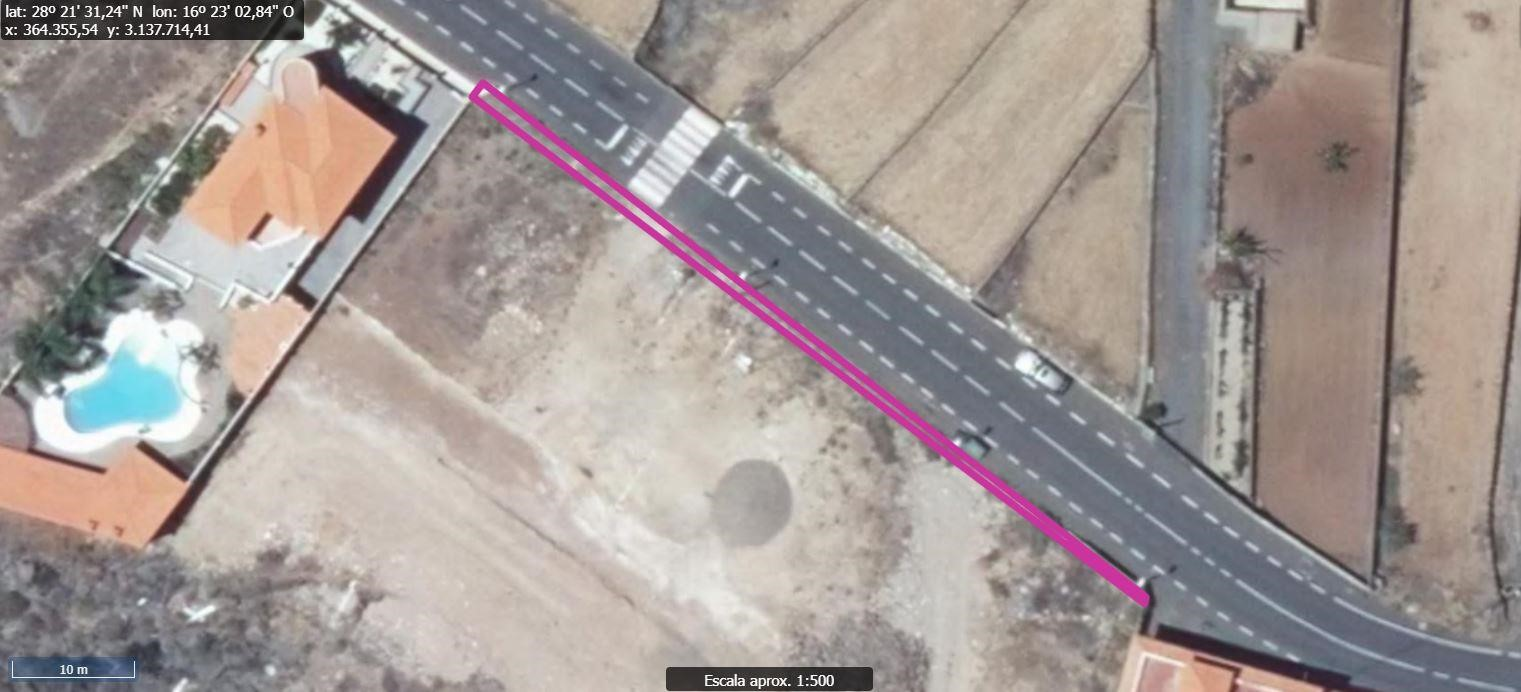 lat: 28º 21' 31,24" N  lon: 16º 23' 02,84" O
x: 364.355,54  y: 3.137.714,41
10 m
Escala aprox. 1:500